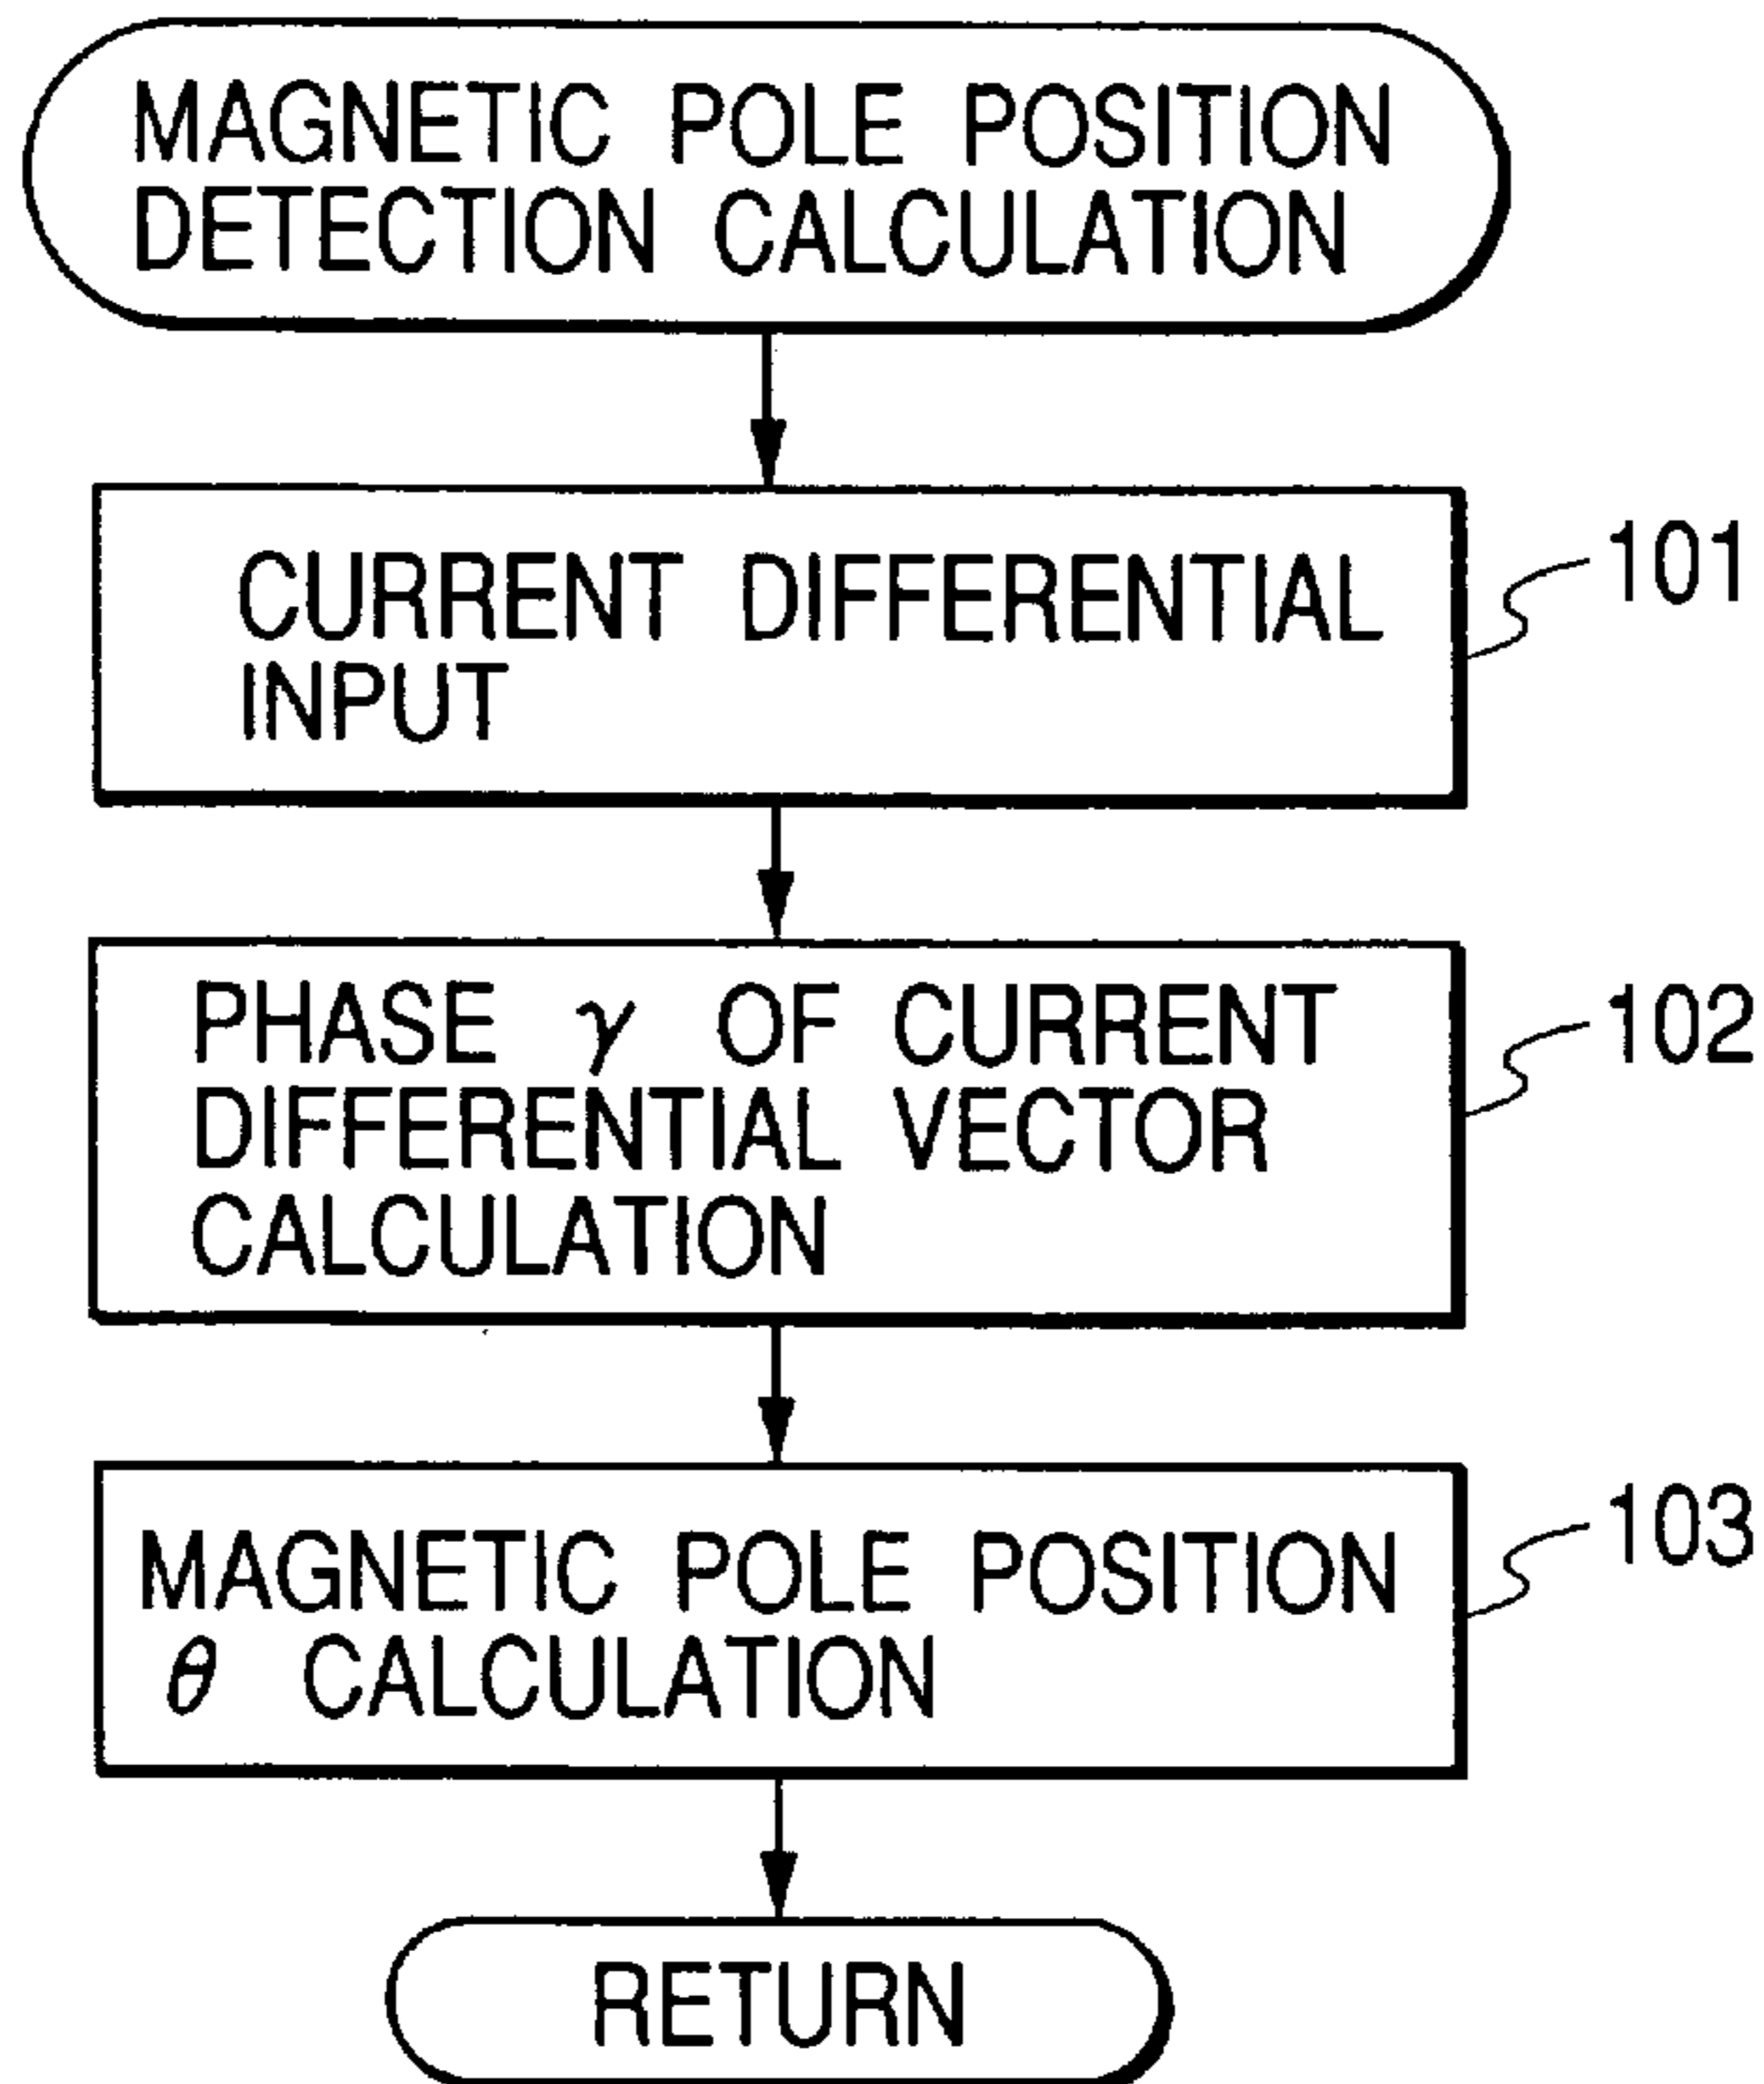 MAGNETIC POLE POSITION
DETECTION CALCULATION
CURRENT DIFFERENTIAL
INPUT
101
PHASE γ OF CURRENT
DIFFERENTIAL VECTOR
CALCULATION
102
MAGNETIC POLE POSITION
θ CALCULATION
103
RETURN